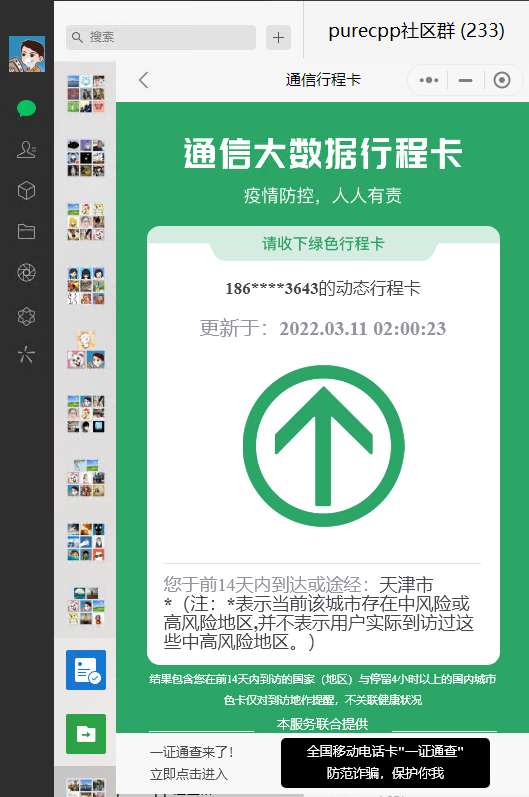 搜索
purecpp社区群 (233)
通信行程卡
通信大数据行程卡
疫情防控，人人有责
请收下绿色行程卡
186****3643的动态行程卡
更新于：2022.03.11 02:00:23
您于前14天内到达或途经：天津市
*（注：*表示当前该城市存在中风险或
高风险地区,并不表示用户实际到访过这
些中高风险地区。）
结果包含您在前14天内到访的国家（地区）与停留4小时以上的国内城市
色卡仅对到访地作提醒，不关联健康状况
本服务联合提供
一证通查来了!
立即点击进入
全国移动电话卡"一证通查"
防范诈骗，保护你我